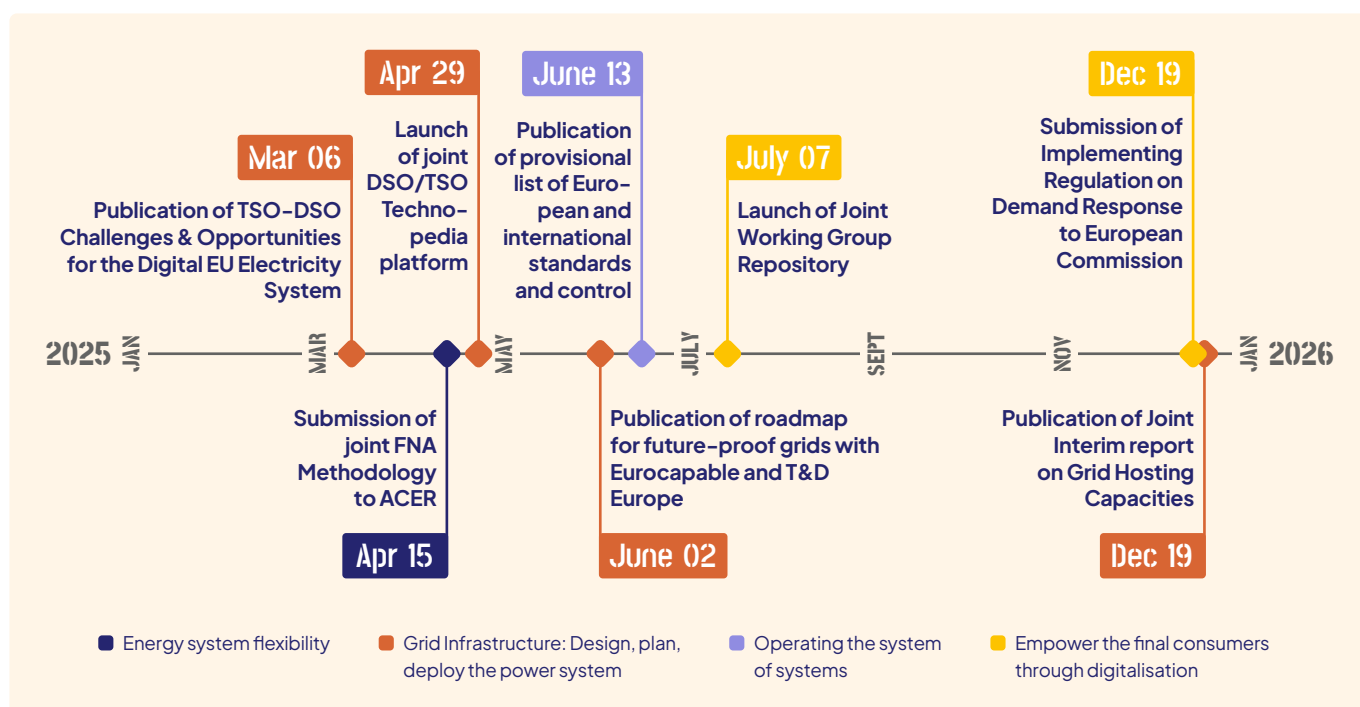 Mar 06
Publication of TSO-DSO
Challenges & Opportunities
for the Digital EU Electricity
System
Apr 29
Launch
of joint
DSO/TSO
Techno-
pedia
platform
June 13
Publication
of provisional
list of Euro-
pean and
international
standards
and control
July 07
Launch of Joint
Working Group
Repository
Dec 19
Submission of
Implementing
Regulation on
Demand Response
to European
Commission
2025 JAN MAR MAY JULY SEPT NOV JAN 2026
Submission of
joint FNA
Methodology
to ACER
Apr 15
Publication of roadmap
for future-proof grids with
Eurocapable and T&D
Europe
June 02
Publication of Joint
Interim report
on Grid Hosting
Capacities
Dec 19
Energy system flexibility
Grid Infrastructure: Design, plan,
deploy the power system
Operating the system
of systems
Empower the final consumers
through digitalisation